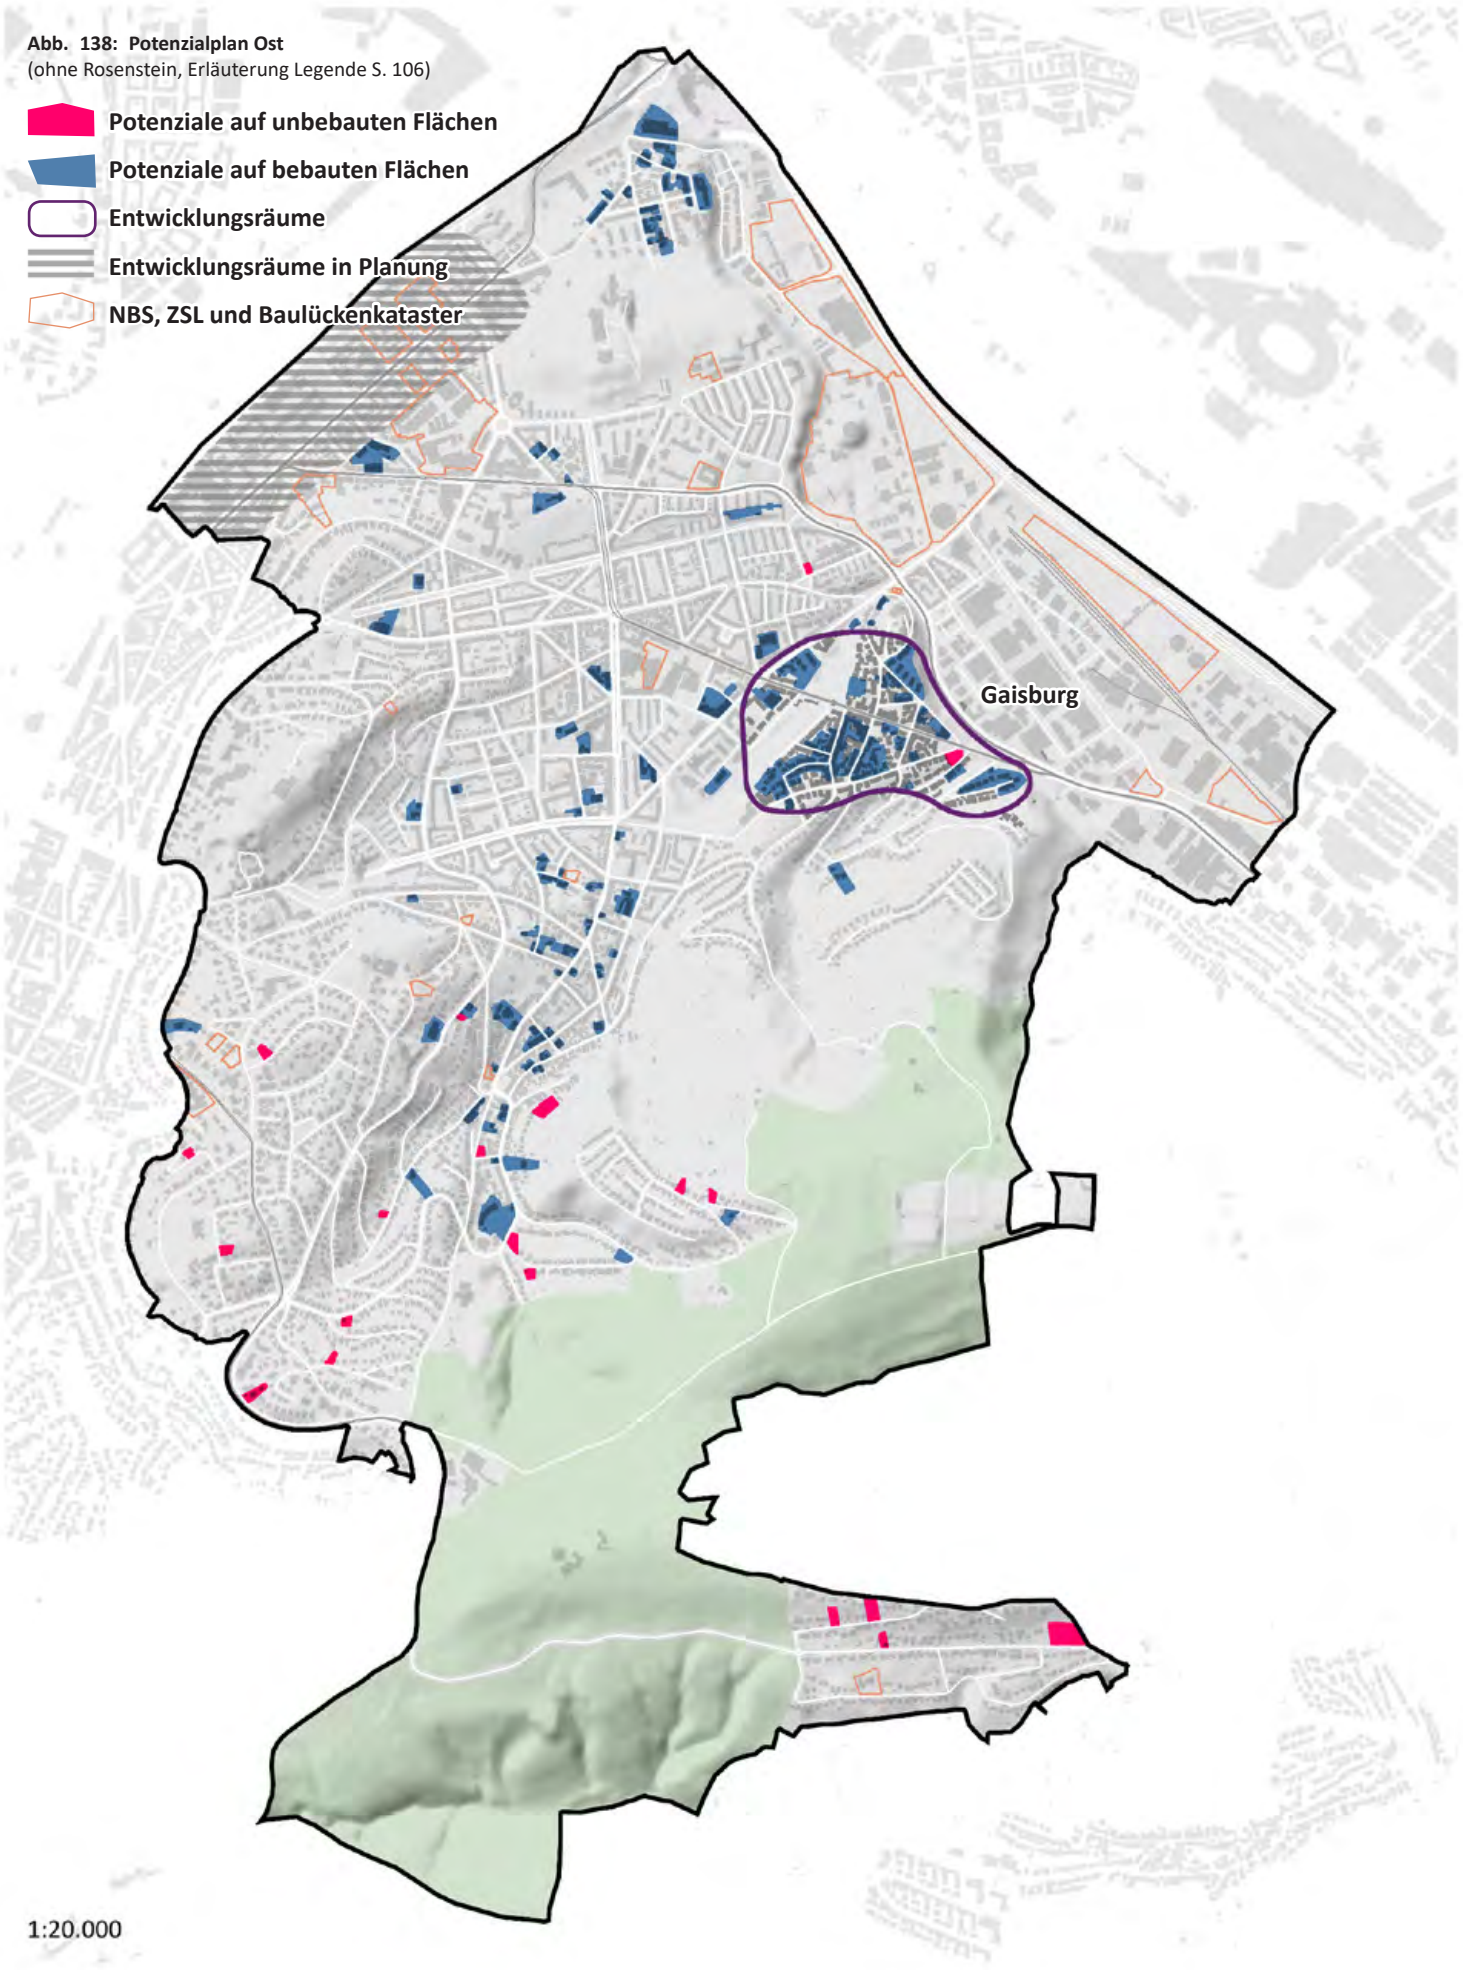 Abb. 138: Potenzialplan Ost
(ohne Rosenstein, Erläuterung Legende S. 106)
Potenziale auf unbebauten Flächen
Potenziale auf bebauten Flächen
Entwicklungsräume
Entwicklungsräume in Planung
NBS, ZSL und Baulückenkataster
Gaisburg
1:20.000